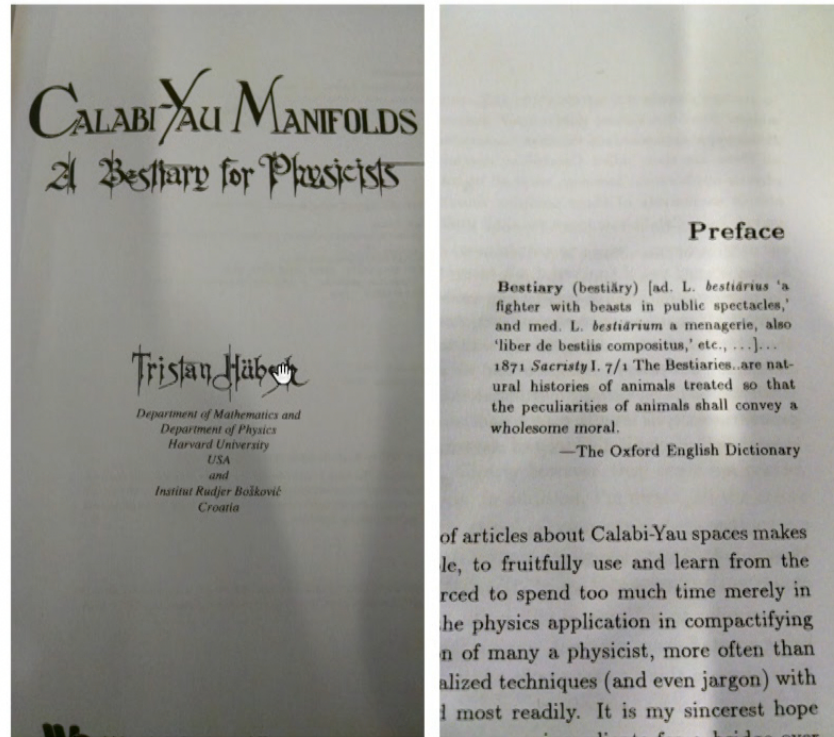 CALABI-YAU MANIFOLDS
A Bestiary for Physicists
Tristan Hübsch
Department of Mathematics and
Department of Physics
Harvard University
USA
and
Institut Rudjer Bošković
Croatia
Preface
Bestiary (bestiăry) [ad. L. bestiārius ‘a
fighter with beasts in public spectacles,’
and med. L. bestiārium a menagerie, also
‘liber de bestiis compositus,’ etc., ...]...
1871 Sacristy I. 7/1 The Bestiaries..are nat-
ural histories of animals treated so that
the peculiarities of animals shall convey a
wholesome moral.
—The Oxford English Dictionary
of articles about Calabi-Yau spaces makes
le, to fruitfully use and learn from the
rced to spend too much time merely in
he physics application in compactifying
n of many a physicist, more often than
alized techniques (and even jargon) with
most readily. It is my sincerest hope